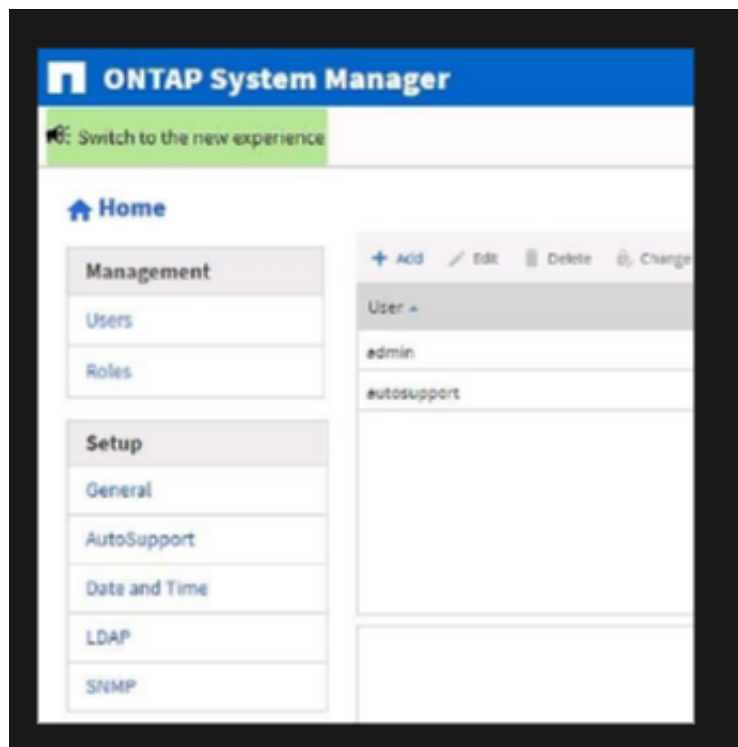 ONTAP System Manager
Switch to the new experience
Home
Management
Users
Roles
Setup
General
AutoSupport
Date and Time
LDAP
SNMP
+ Add Edit Delete Change
User
admin
autosupport